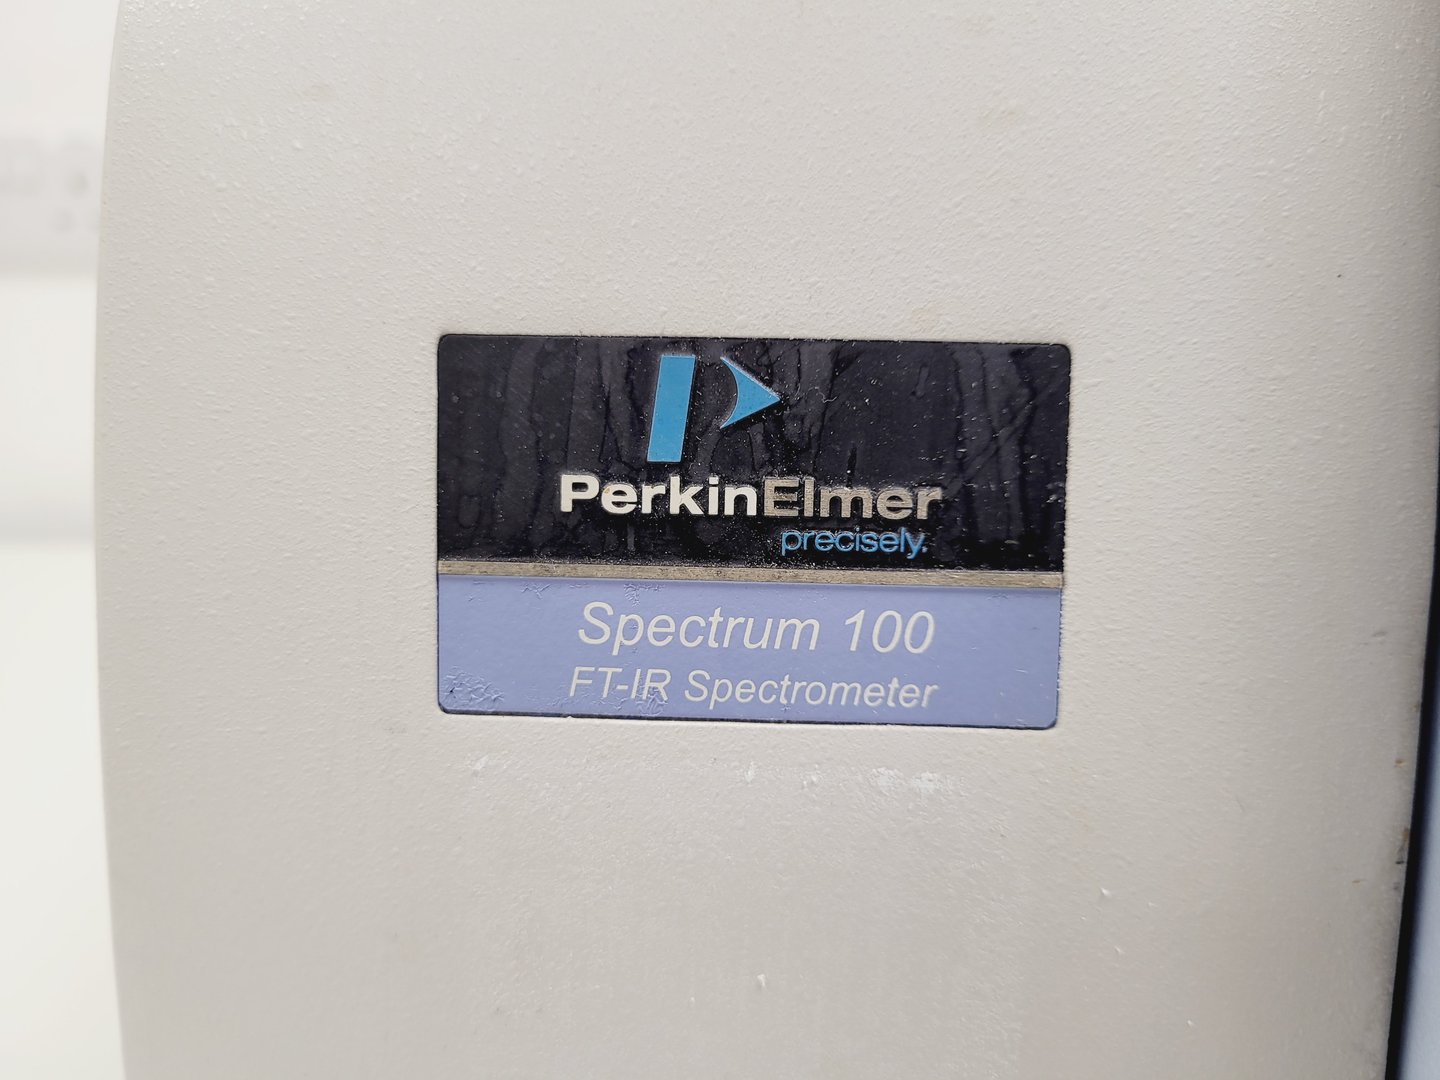 PerkinElmer
precisely.
Spectrum 100
FT-IR Spectrometer